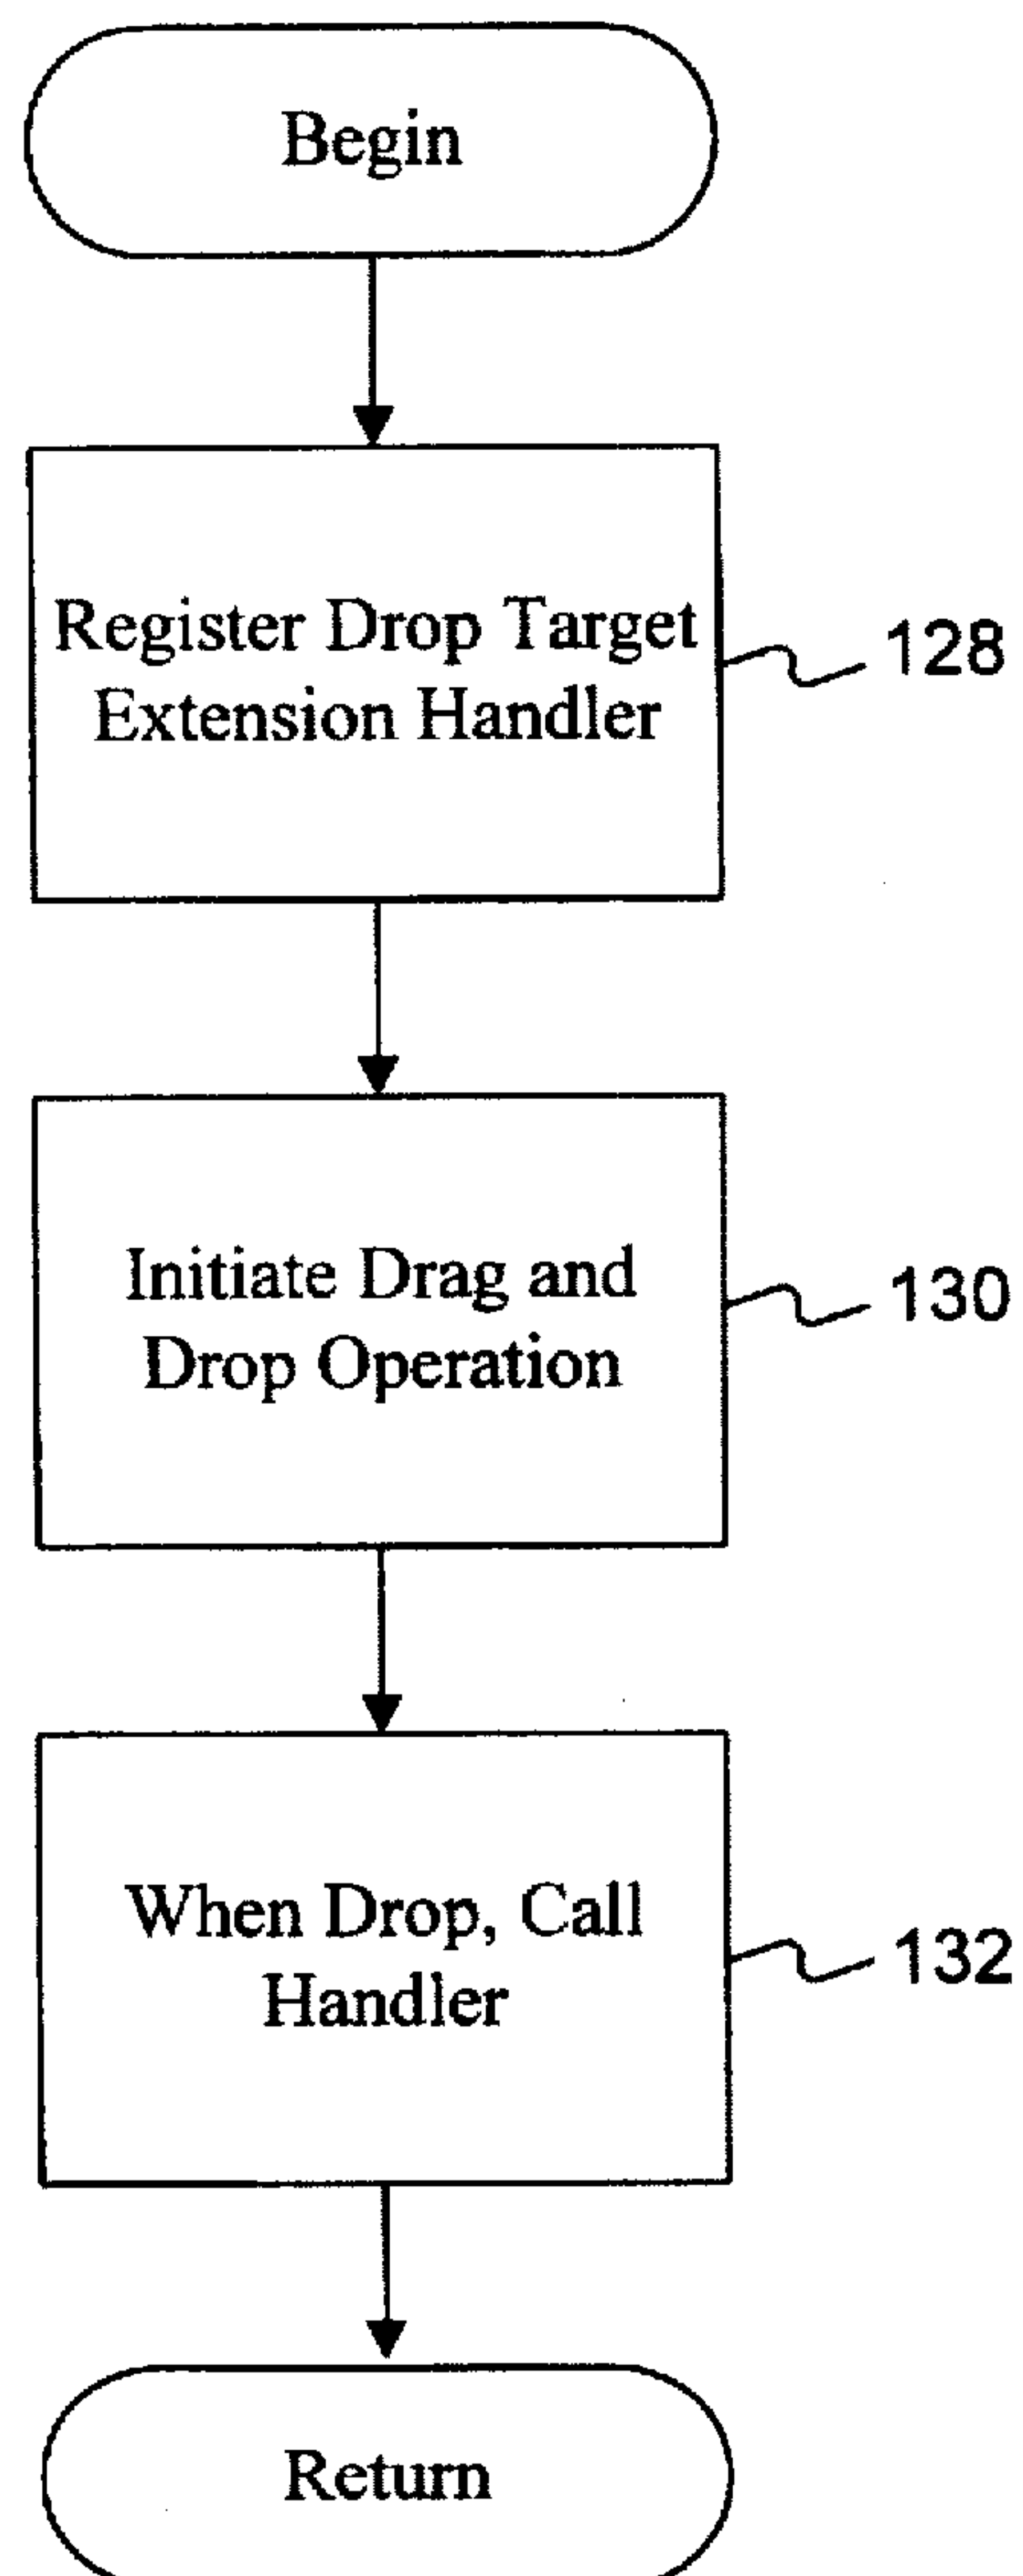 Begin
Register Drop Target
Extension Handler
128
Initiate Drag and
Drop Operation
130
When Drop, Call
Handler
132
Return